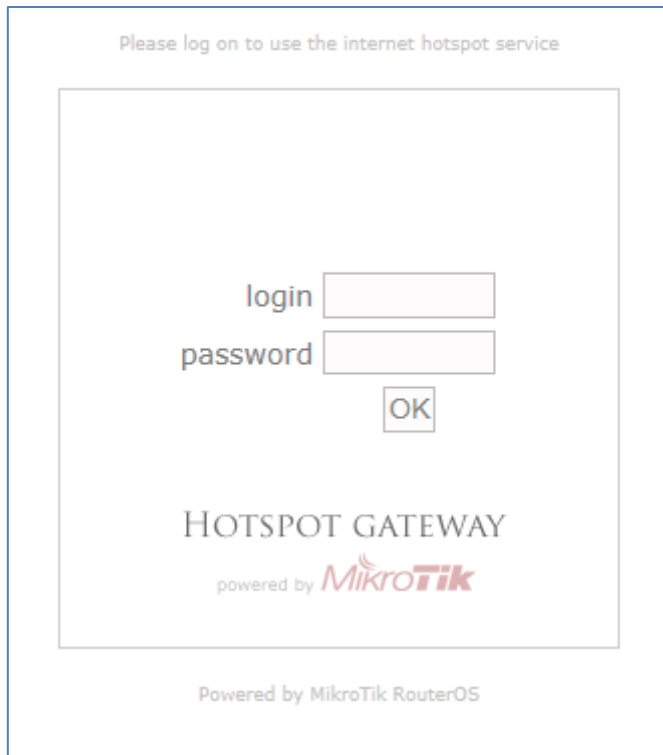 Please log on to use the internet hotspot service
login
password
OK
HOTSPOT GATEWAY
powered by MikroTik
Powered by MikroTik RouterOS